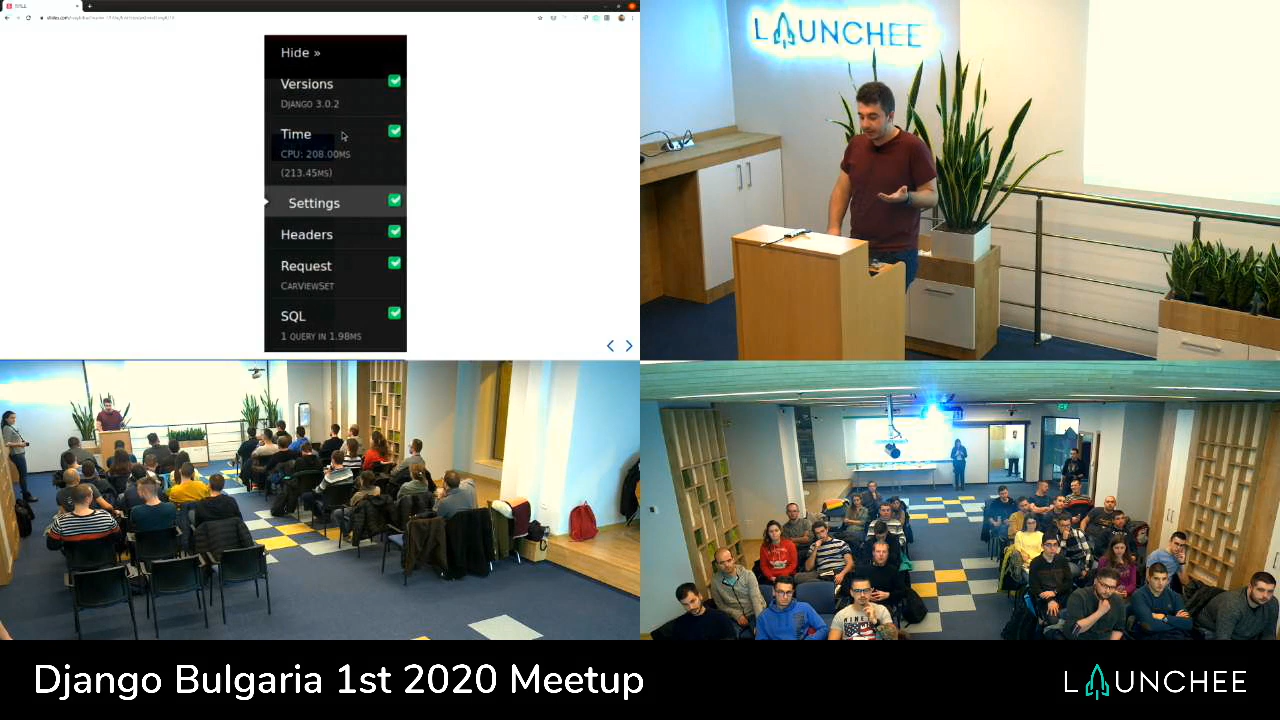 Hide »
Versions
DJANGO 3.0.2
Time
CPU: 208.00MS
(213.45MS)
Settings
Headers
Request
CARVIEWSET
SQL
1 QUERY IN 1.98MS
LAUNCHEE
Django Bulgaria 1st 2020 Meetup
LAUNCHEE